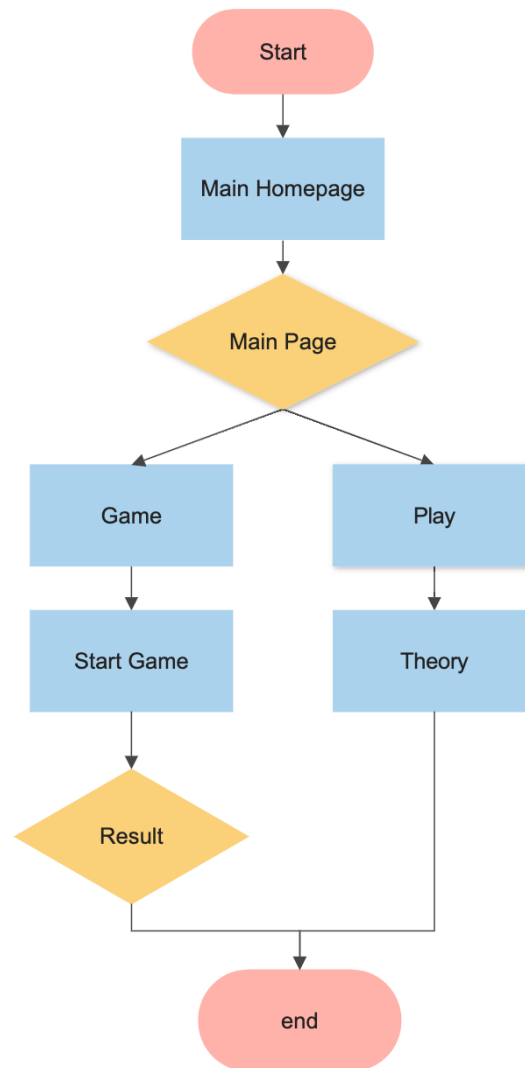 Start
Main Homepage
Main Page
Game
Play
Start Game
Theory
Result
end